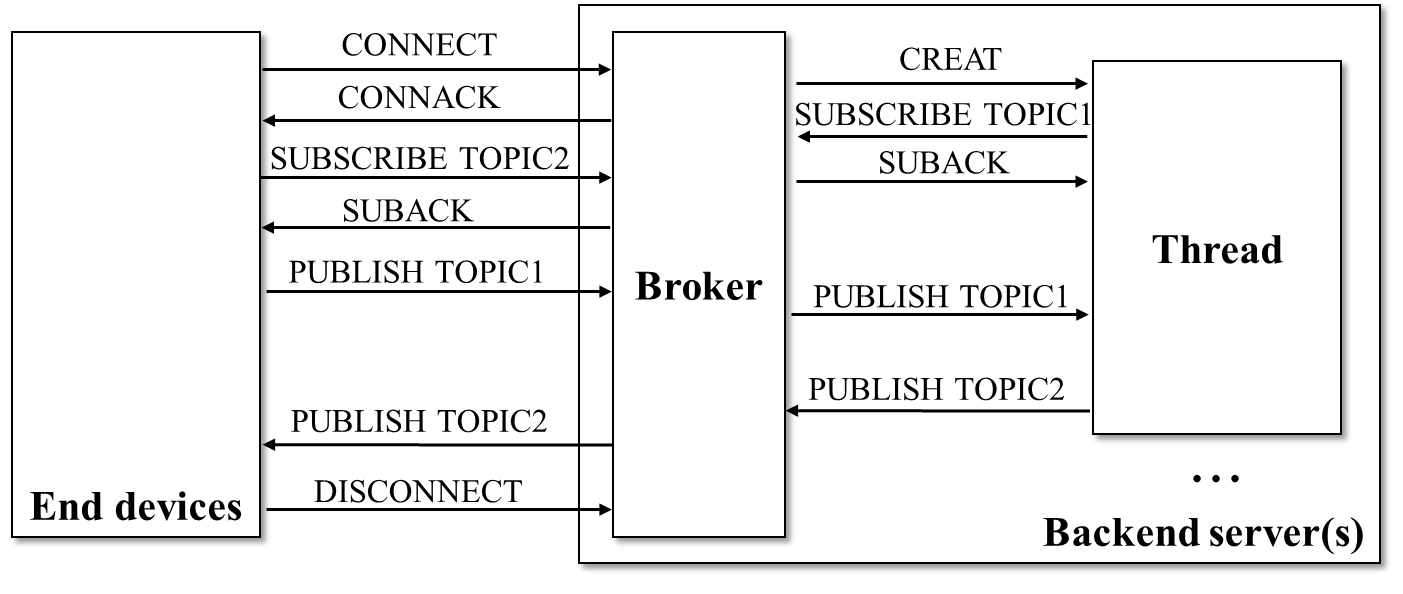 CONNECT
CONNACK
SUBSCRIBE TOPIC2
SUBACK
PUBLISH TOPIC1
PUBLISH TOPIC2
DISCONNECT
End devices
Broker
CREAT
SUBSCRIBE TOPIC1
SUBACK
PUBLISH TOPIC1
PUBLISH TOPIC2
Thread
...
Backend server(s)